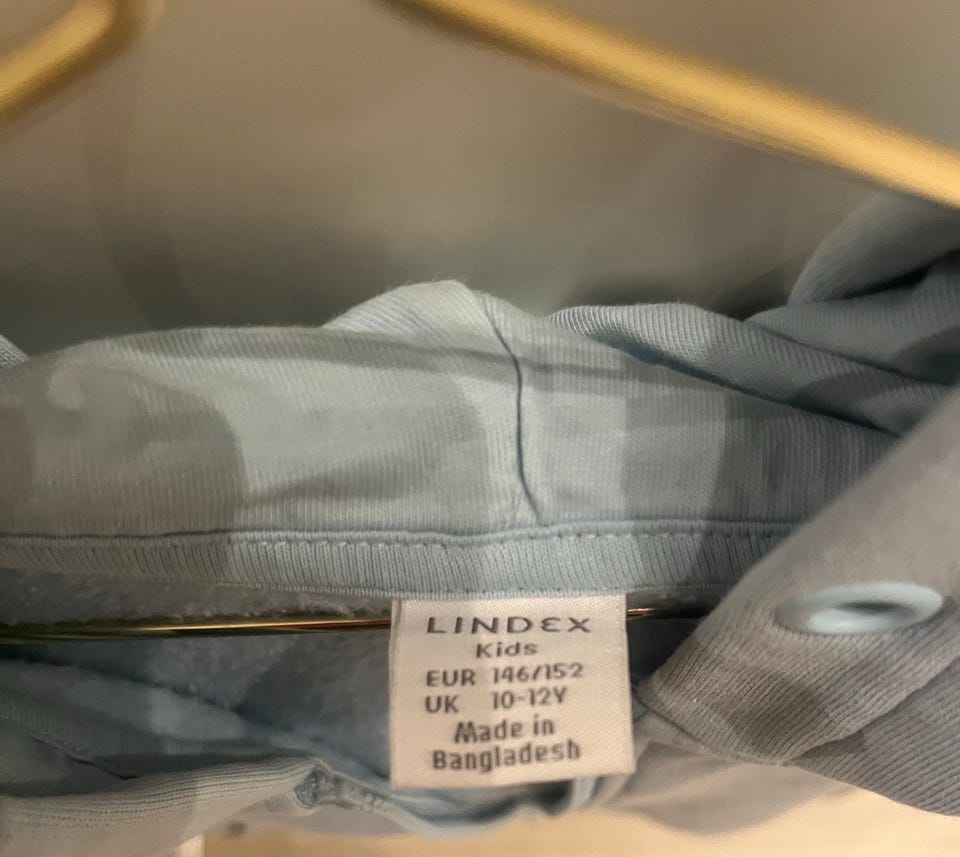 LINDEX
Kids
EUR 146/152
UK 10-12Y
Made in
Bangladesh